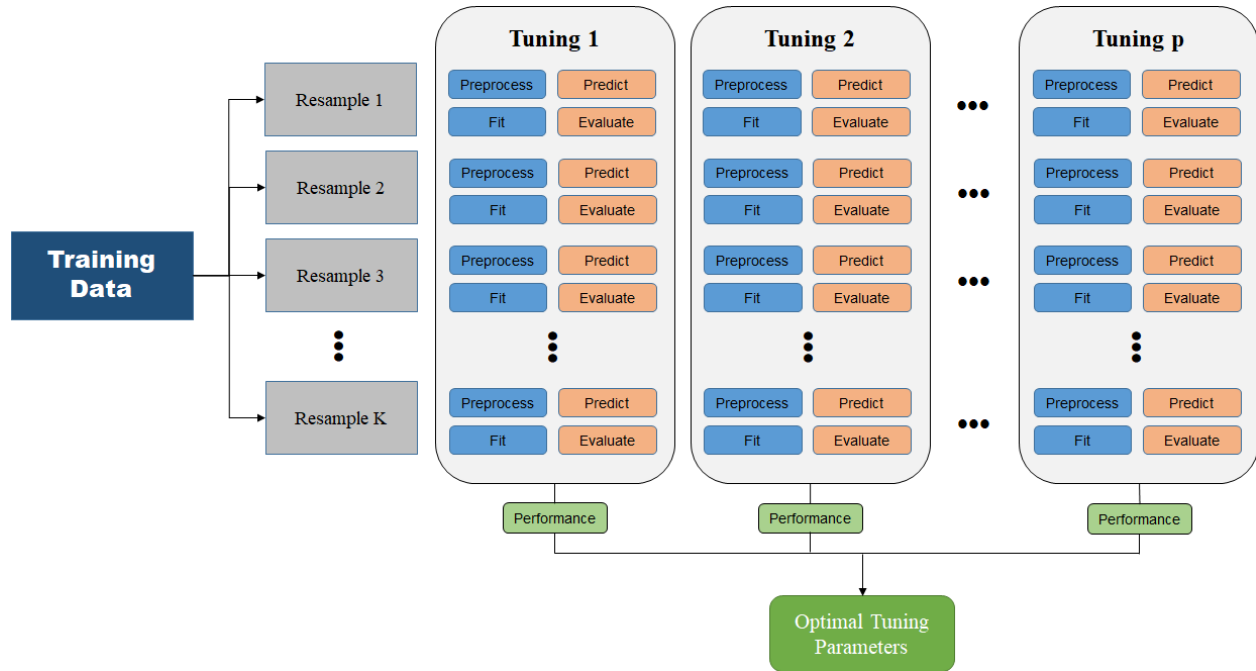 Tuning 1
Tuning 2
Tuning p
Resample 1
Preprocess Predict
Preprocess Predict
●●●
Preprocess Predict
Fit Evaluate
Fit Evaluate
Fit Evaluate
Resample 2
Preprocess Predict
Preprocess Predict
●●●
Preprocess Predict
Fit Evaluate
Fit Evaluate
Fit Evaluate
Training
Data
Resample 3
Preprocess Predict
Preprocess Predict
●●●
Preprocess Predict
Fit Evaluate
Fit Evaluate
Fit Evaluate
Resample K
Preprocess Predict
Preprocess Predict
●●●
Preprocess Predict
Fit Evaluate
Fit Evaluate
Fit Evaluate
Performance
Performance
Performance
Optimal Tuning
Parameters